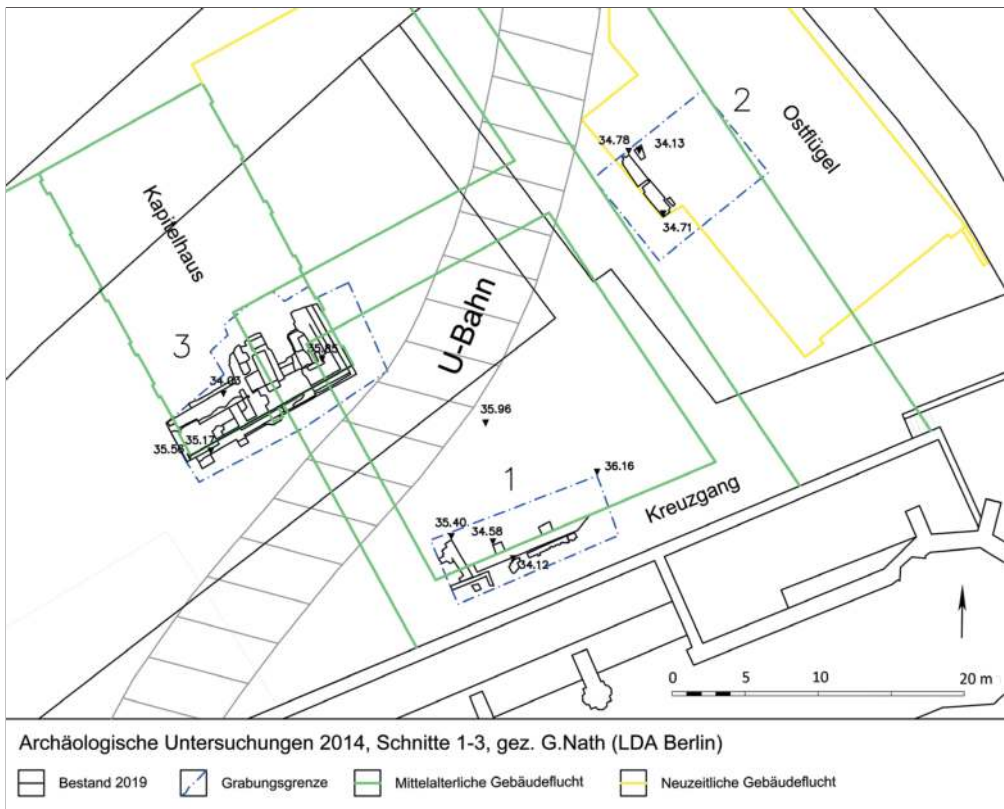 2
Ostflügel
34.78
34.13
34.71
Kapitelhaus
3
U-Bahn
35.85
34.03
35.17
35.56
35.96
1
36.16
Kreuzgang
35.40
34.58
34.12
0 5 10 20 m
Archäologische Untersuchungen 2014, Schnitte 1-3, gez. G.Nath (LDA Berlin)
Bestand 2019 Grabungsgrenze Mittelalterliche Gebäudeflucht Neuzeitliche Gebäudeflucht